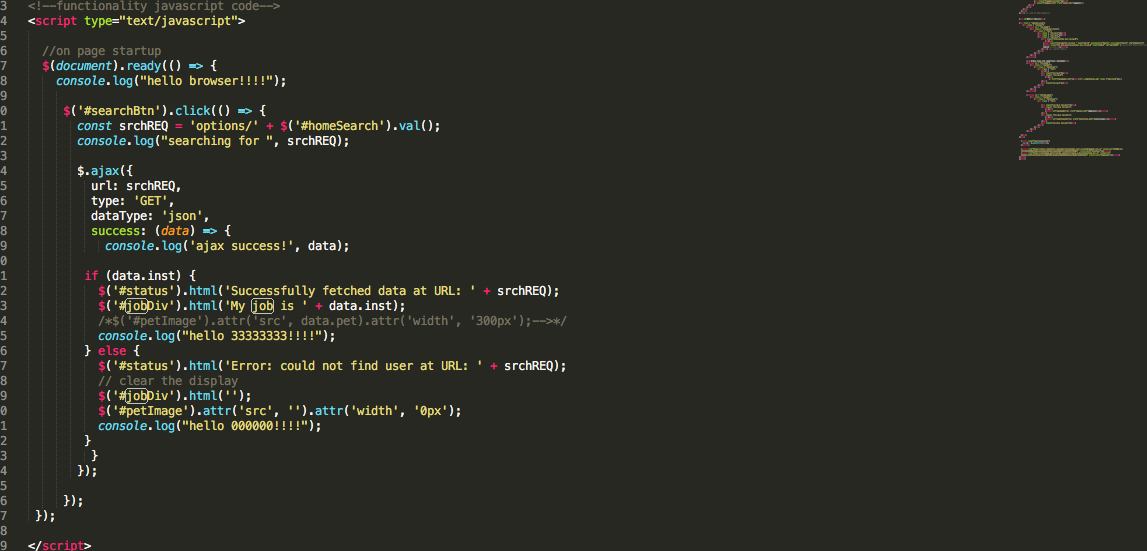 3 <!--functionality javascript code-->
4 <script type="text/javascript">
5
6 //on page startup
7 $(document).ready(() => {
8 console.log("hello browser!!!!");
9
0 $('#searchBtn').click(() => {
1 const srchREQ = 'options/' + $('#homeSearch').val();
2 console.log("searching for ", srchREQ);
3
4 $.ajax({
5 url: srchREQ,
6 type: 'GET',
7 dataType: 'json',
8 success: (data) => {
9 console.log('ajax success!', data);
0
1 if (data.inst) {
2 $('#status').html('Successfully fetched data at URL: ' + srchREQ);
3 $('#jobDiv').html('My job is ' + data.inst);
4 /*$('#petImage').attr('src', data.pet).attr('width', '300px');-->*/
5 console.log("hello 33333333!!!!");
6 } else {
7 $('#status').html('Error: could not find user at URL: ' + srchREQ);
8 // clear the display
9 $('#jobDiv').html('');
0 $('#petImage').attr('src', '').attr('width', '0px');
1 console.log("hello 000000!!!!");
2 }
3 }
4 });
5
6 });
7 });
8
9 </script>